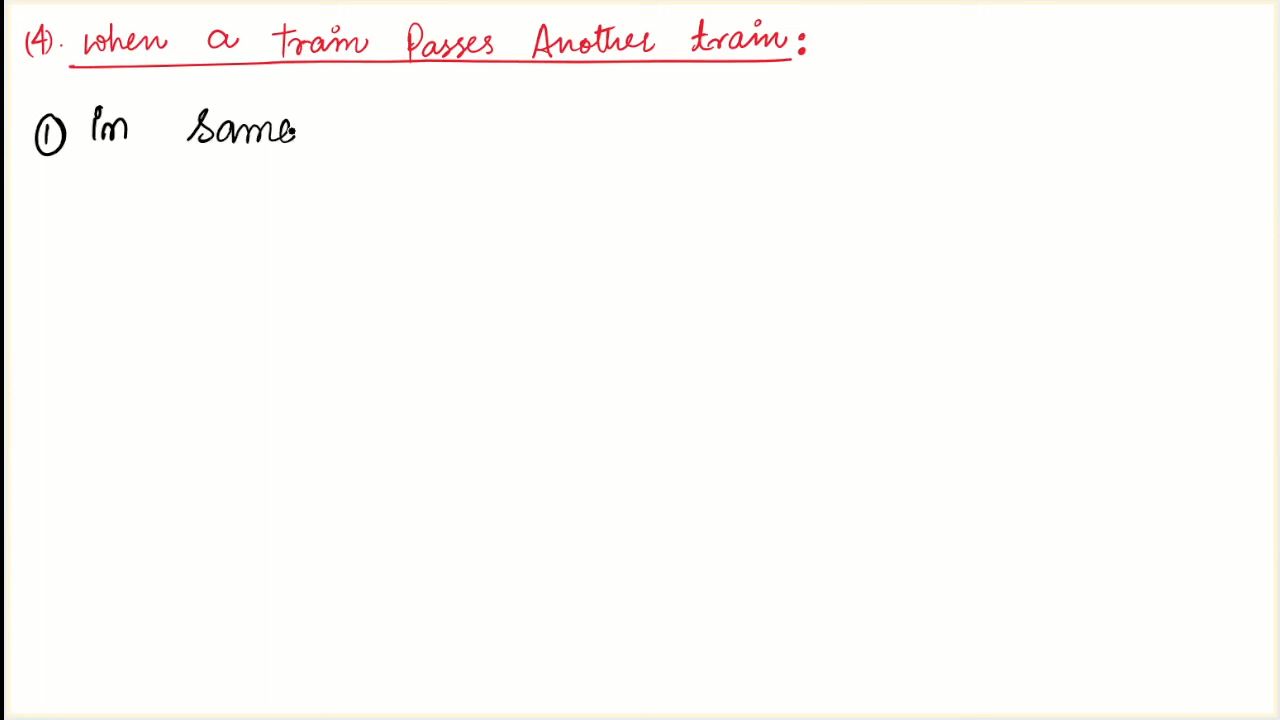 (4). when a train Passes Another train:
① In same